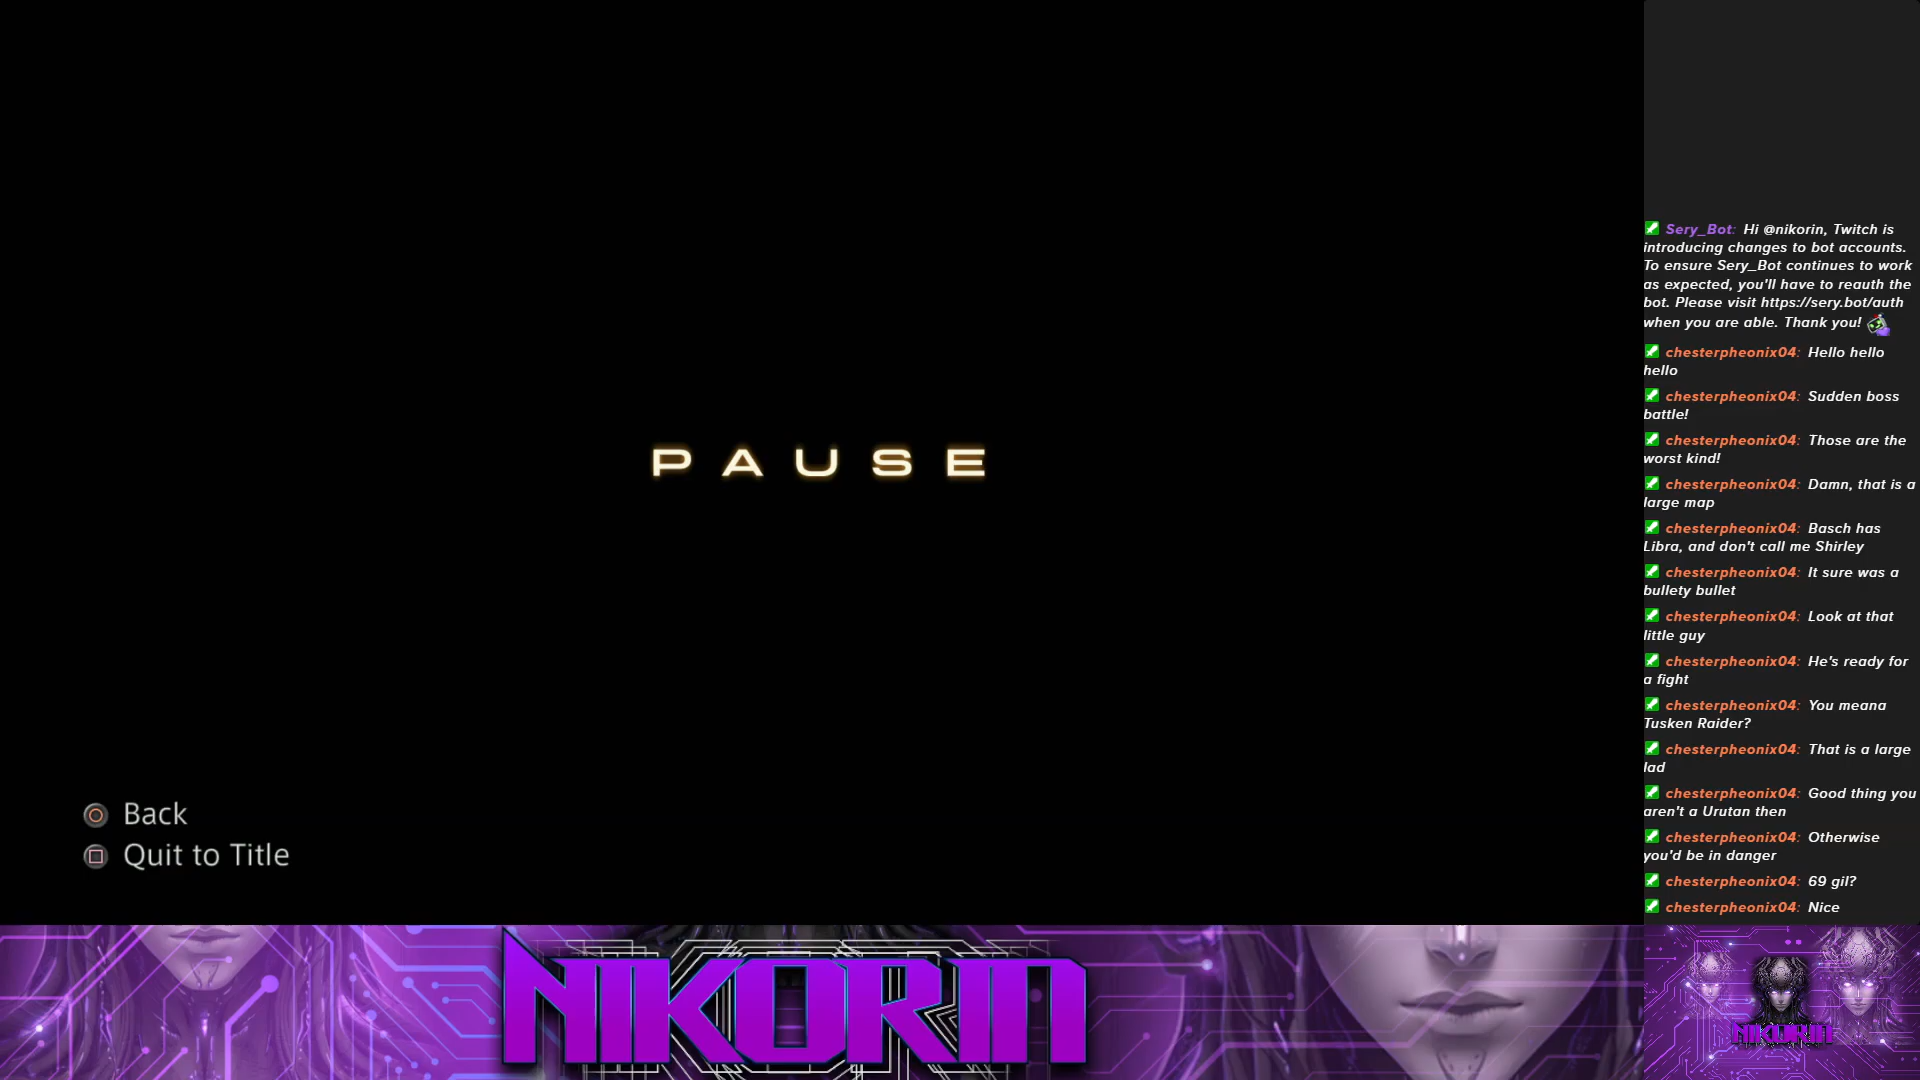 PAUSE
Back
Quit to Title
NIKORIN
Sery_Bot: Hi @nikorin, Twitch is
introducing changes to bot accounts.
To ensure Sery_Bot continues to work
as expected, you'll have to reauth the
bot. Please visit https://sery.bot/auth
when you are able. Thank you!
chesterpheonix04: Hello hello
hello
chesterpheonix04: Sudden boss
battle!
chesterpheonix04: Those are the
worst kind!
chesterpheonix04: Damn, that is a
large map
chesterpheonix04: Basch has
Libra, and don't call me Shirley
chesterpheonix04: It sure was a
bullety bullet
chesterpheonix04: Look at that
little guy
chesterpheonix04: He's ready for
a fight
chesterpheonix04: You meana
Tusken Raider?
chesterpheonix04: That is a large
lad
chesterpheonix04: Good thing you
aren't a Urutan then
chesterpheonix04: Otherwise
you'd be in danger
chesterpheonix04: 69 gil?
chesterpheonix04: Nice
NIKORIN